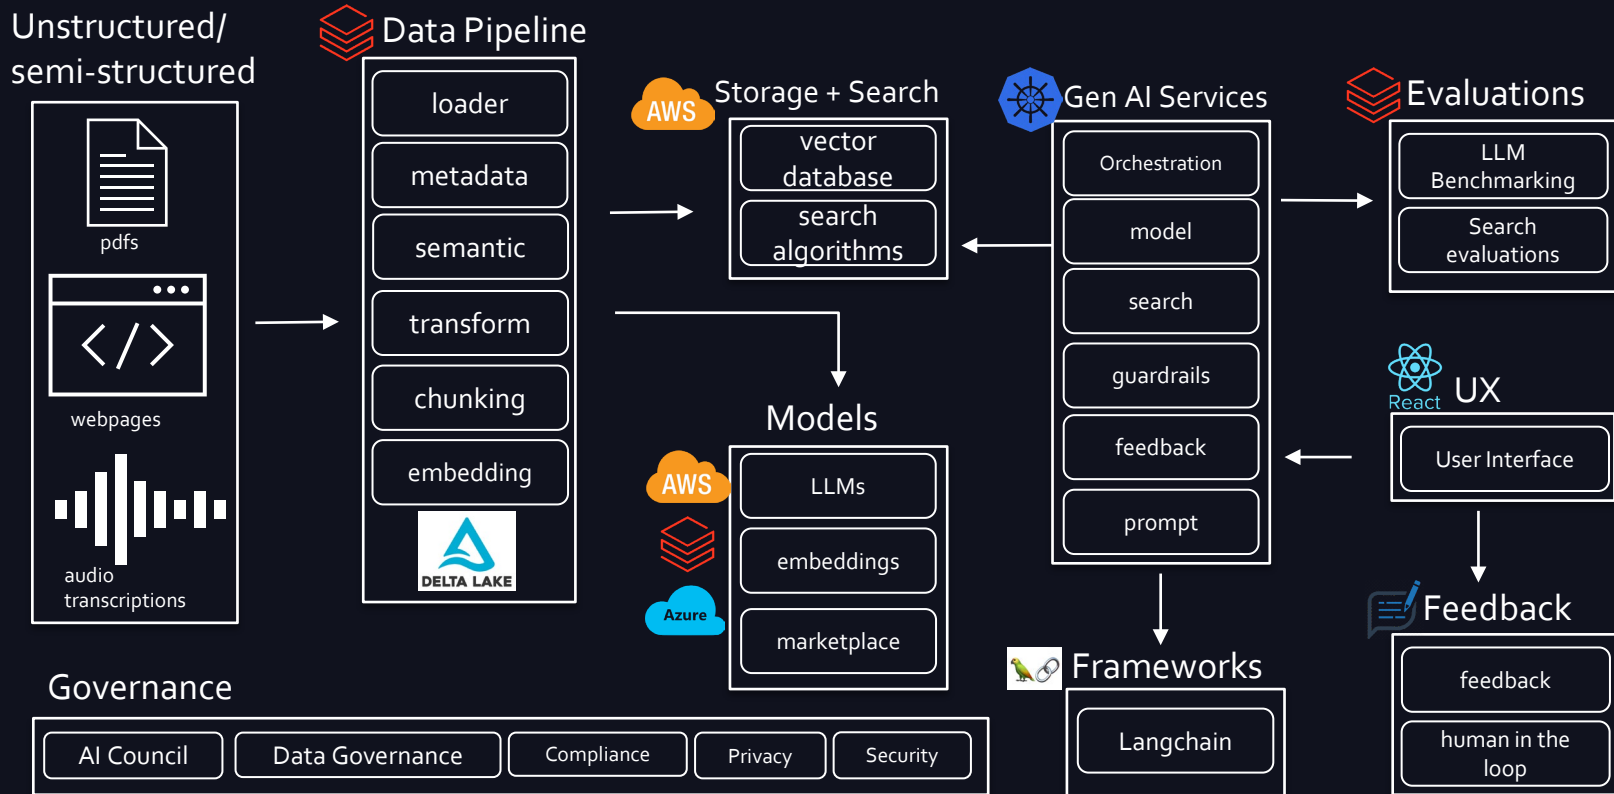 Unstructured/
semi-structured
pdfs
</>
webpages
audio
transcriptions
Data Pipeline
loader
metadata
semantic
transform
chunking
embedding
DELTA LAKE
AWS
Storage + Search
vector
database
search
algorithms
Models
AWS
LLMs
embeddings
Azure
marketplace
Gen AI Services
Orchestration
model
search
guardrails
feedback
prompt
Frameworks
Langchain
Evaluations
LLM
Benchmarking
Search
evaluations
React
UX
User Interface
Feedback
feedback
human in the
loop
Governance
AI Council
Data Governance
Compliance
Privacy
Security